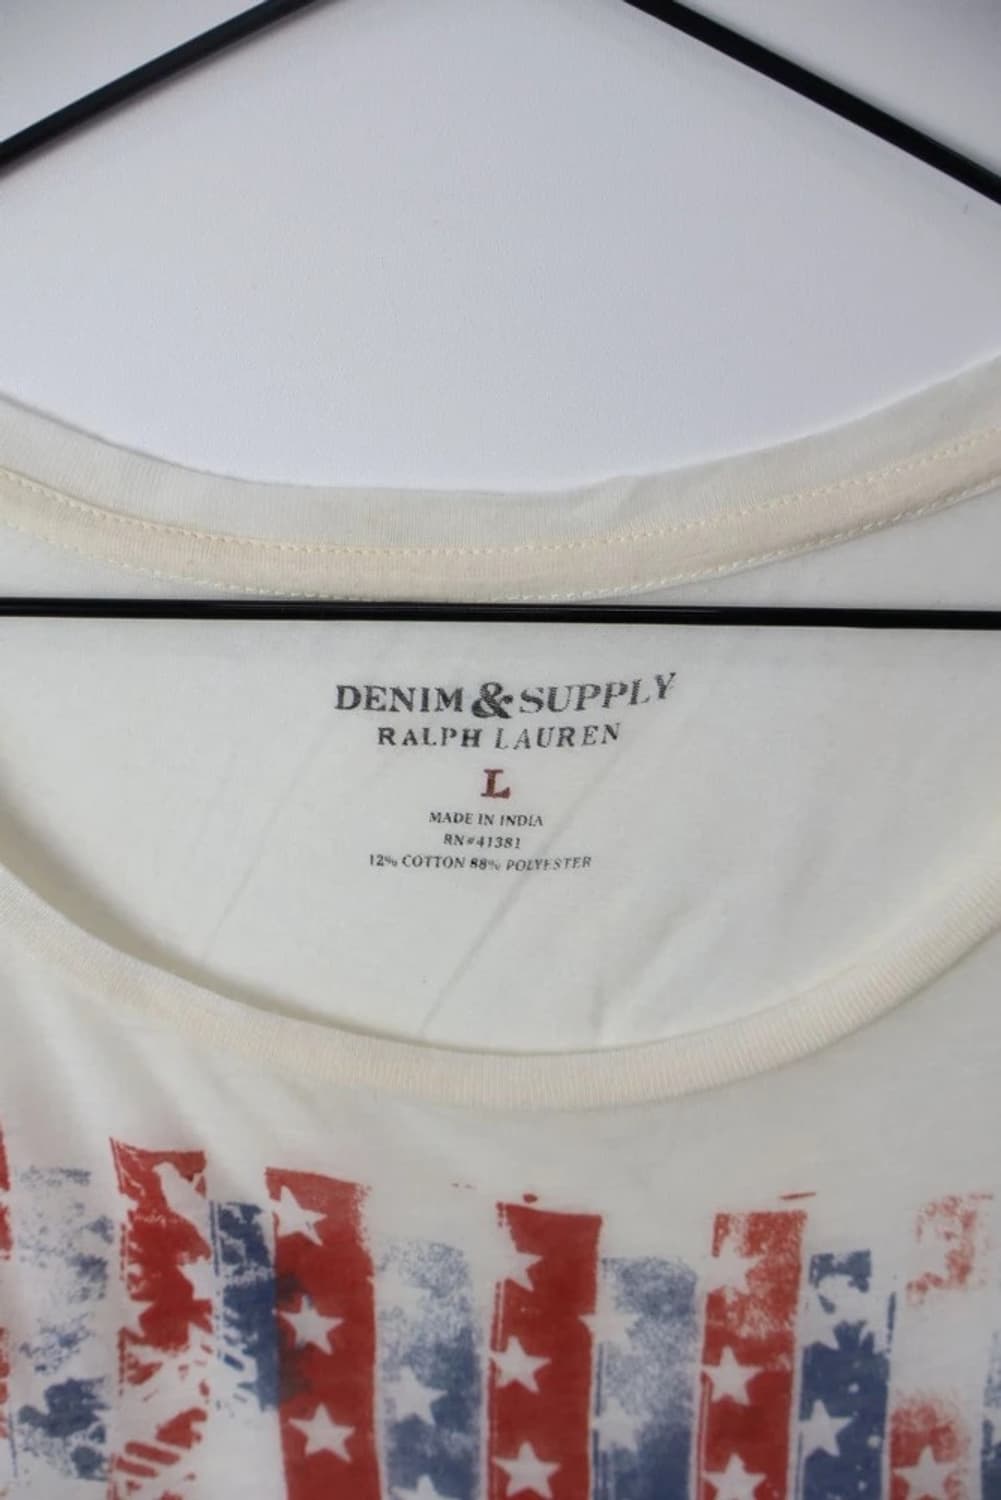 DENIM & SUPPLY
RALPH LAUREN
L
MADE IN INDIA
RN#41381
12% COTTON 88% POLYESTER